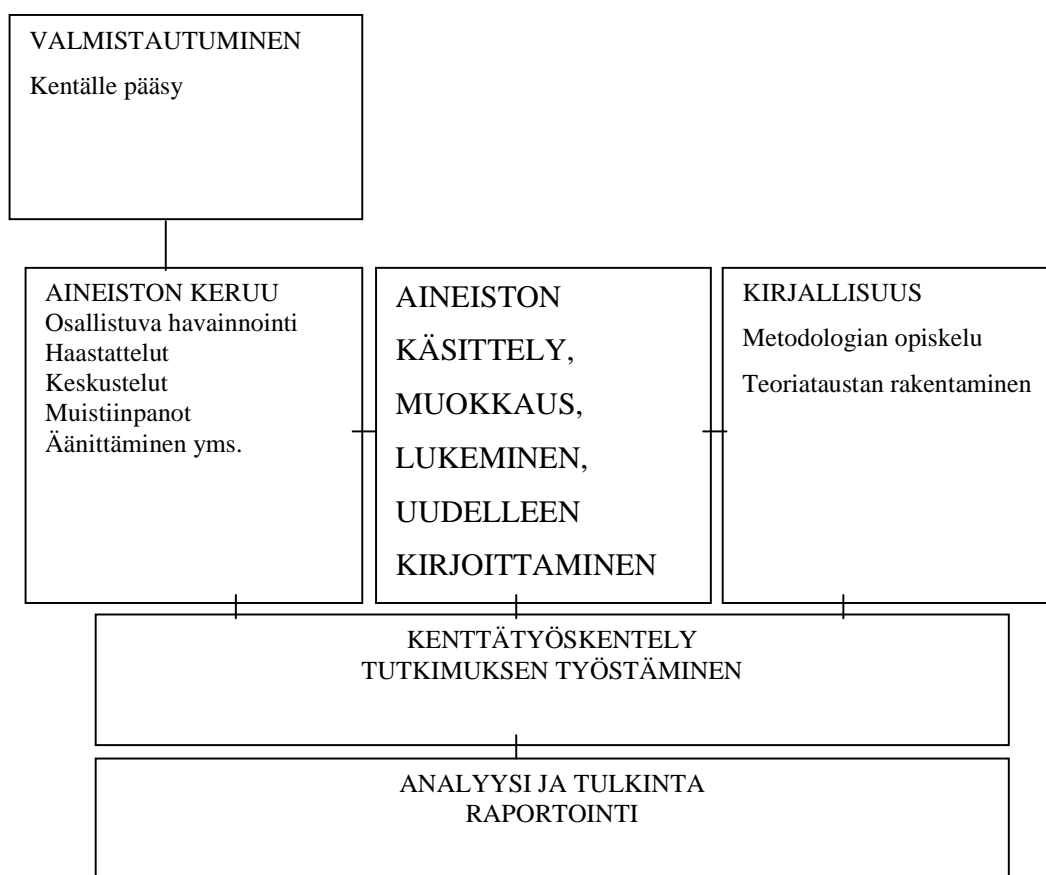 VALMISTAUTUMINEN
Kentälle pääsy
AINEISTON KERUU
Osallistuva havainnointi
Haastattelut
Keskustelut
Muistiinpanot
Äänittäminen yms.
AINEISTON
KÄSITTELY,
MUOKKAUS,
LUKEMINEN,
UUDELLEEN
KIRJOITTAMINEN
KIRJALLISUUS
Metodologian opiskelu
Teoriataustan rakentaminen
KENTTÄTYÖSKENTELY
TUTKIMUKSEN TYÖSTÄMINEN
ANALYYSI JA TULKINTA
RAPORTOINTI